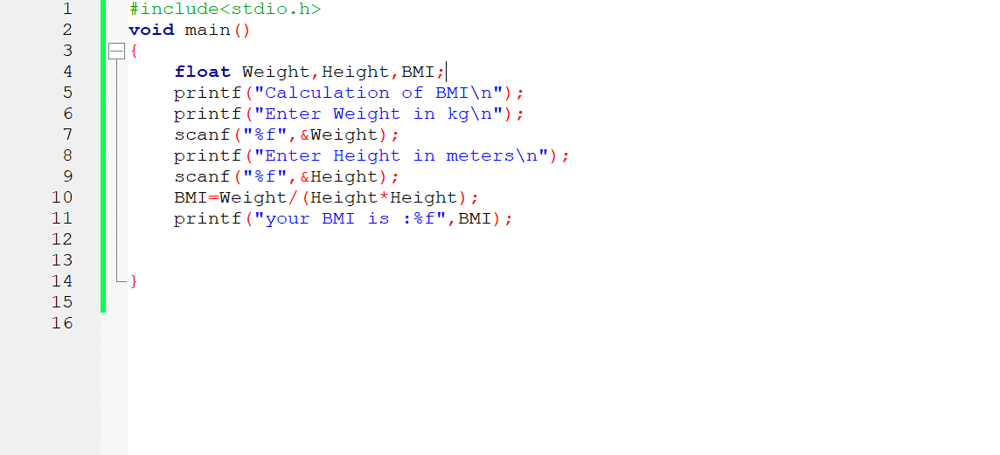 1 #include<stdio.h>
2 void main()
3 {
4     float Weight,Height,BMI;
5     printf("Calculation of BMI\n");
6     printf("Enter Weight in kg\n");
7     scanf("%f",&Weight);
8     printf("Enter Height in meters\n");
9     scanf("%f",&Height);
10     BMI=Weight/(Height*Height);
11     printf("your BMI is :%f",BMI);
12
13
14 }
15
16